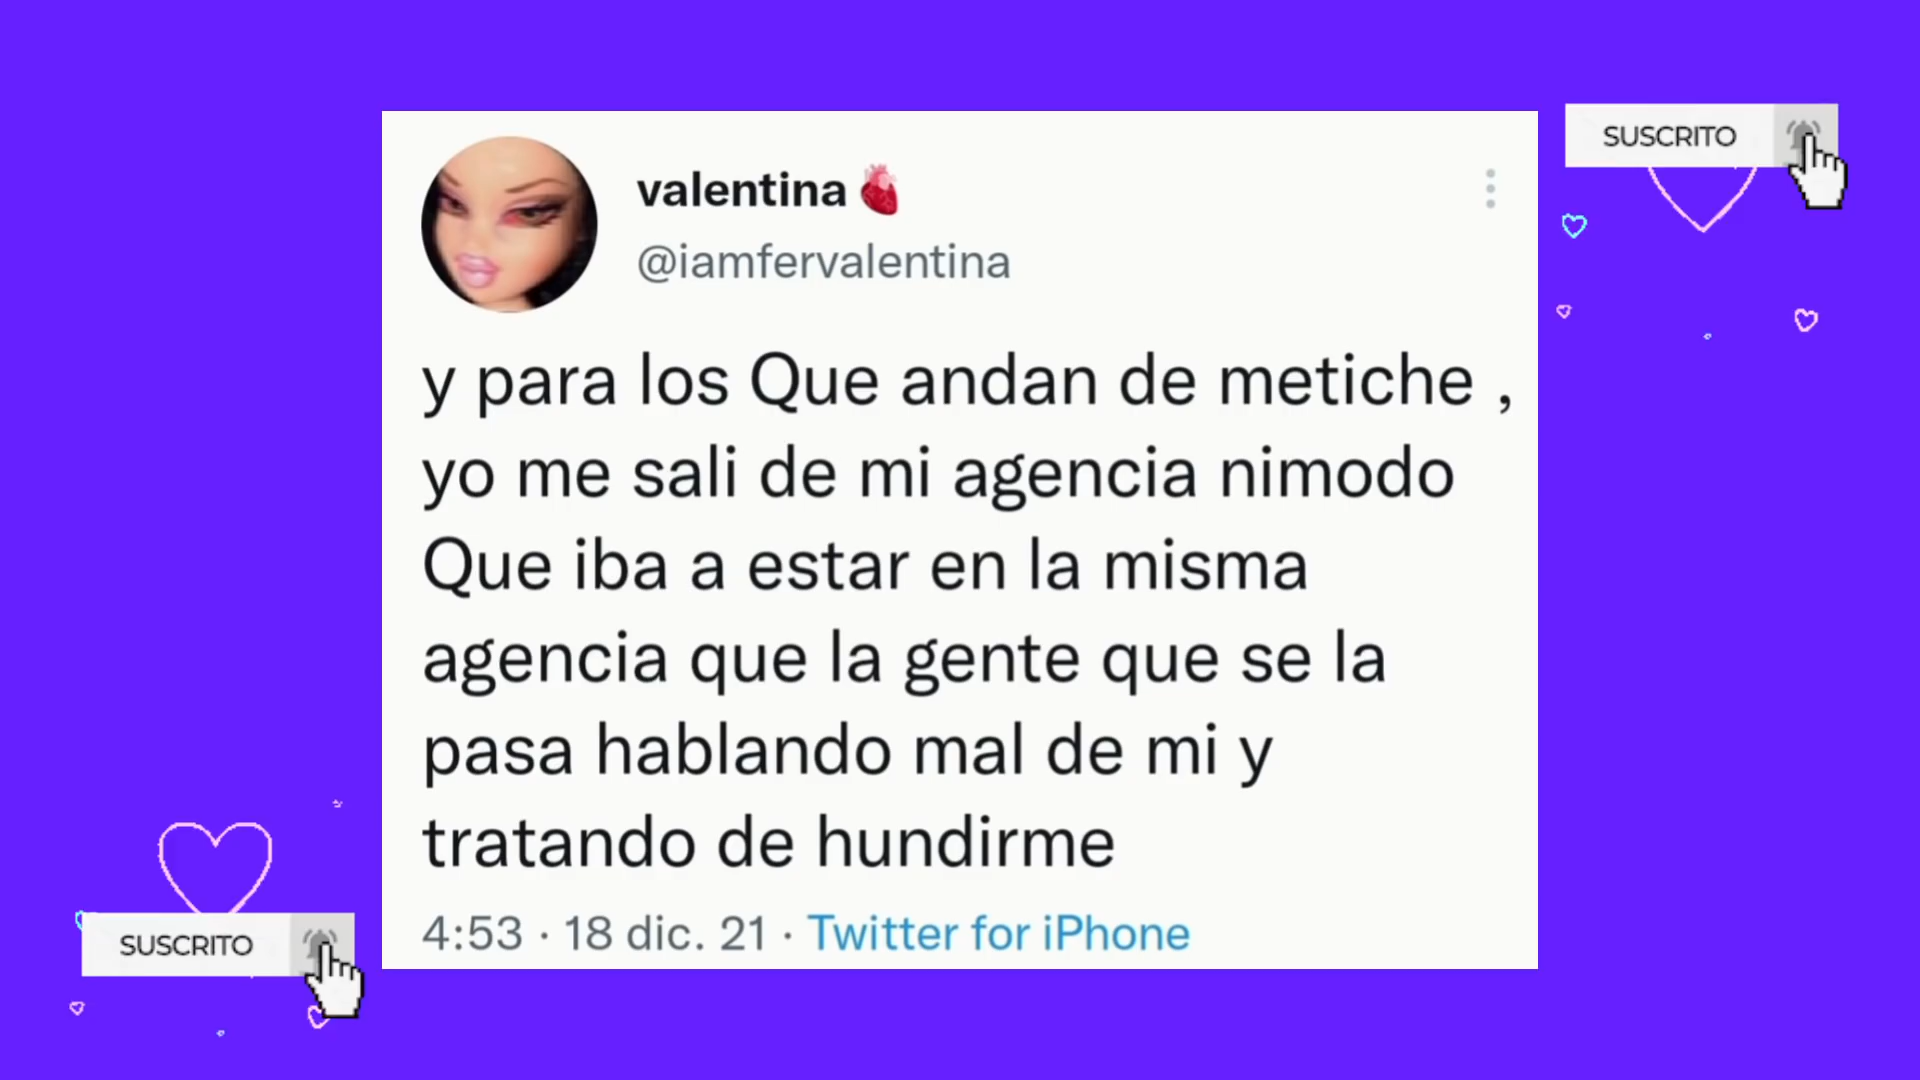 SUSCRITO
valentina 🫀
@iamfervalentina
y para los Que andan de metiche ,
yo me sali de mi agencia nimodo
Que iba a estar en la misma
agencia que la gente que se la
pasa hablando mal de mi y
tratando de hundirme
4:53 · 18 dic. 21 · Twitter for iPhone
SUSCRITO